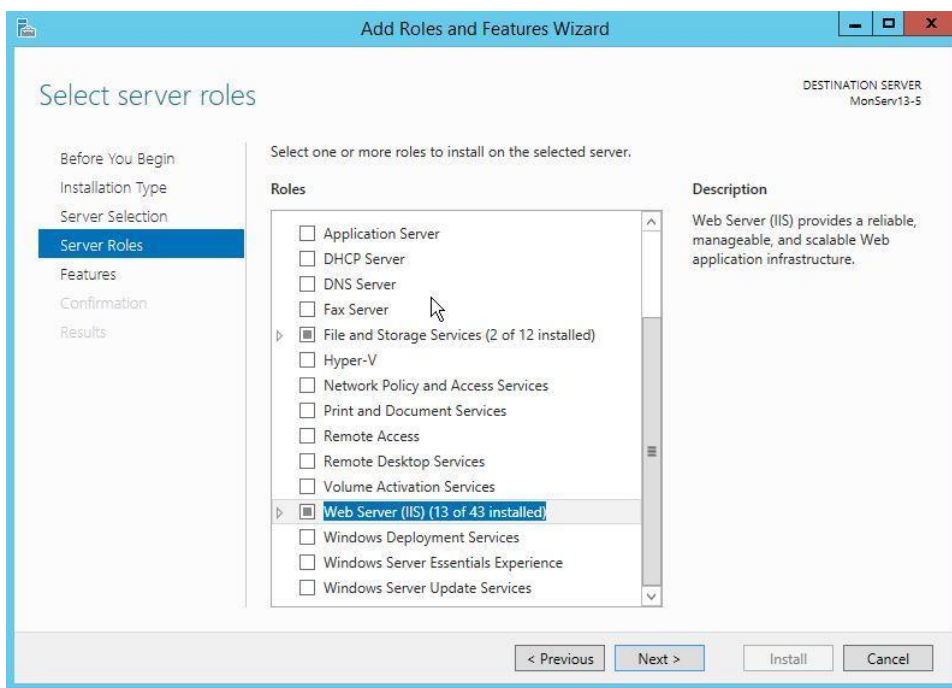 Add Roles and Features Wizard
Select server roles
DESTINATION SERVER
MonServ13-5
Before You Begin
Installation Type
Server Selection
Server Roles
Features
Confirmation
Results
Select one or more roles to install on the selected server.
Roles
Application Server
DHCP Server
DNS Server
Fax Server
File and Storage Services (2 of 12 installed)
Hyper-V
Network Policy and Access Services
Print and Document Services
Remote Access
Remote Desktop Services
Volume Activation Services
Web Server (IIS) (13 of 43 installed)
Windows Deployment Services
Windows Server Essentials Experience
Windows Server Update Services
Description
Web Server (IIS) provides a reliable,
manageable, and scalable Web
application infrastructure.
< Previous
Next >
Install
Cancel